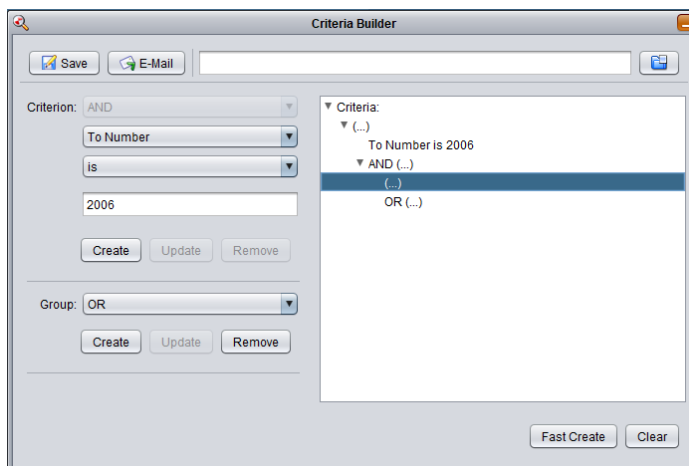 Criteria Builder
Save E-Mail
Criterion: AND
To Number
is
2006
Create Update Remove
Group: OR
Create Update Remove
Criteria:
(...)
To Number is 2006
AND (...)
(...)
OR (...)
Fast Create Clear